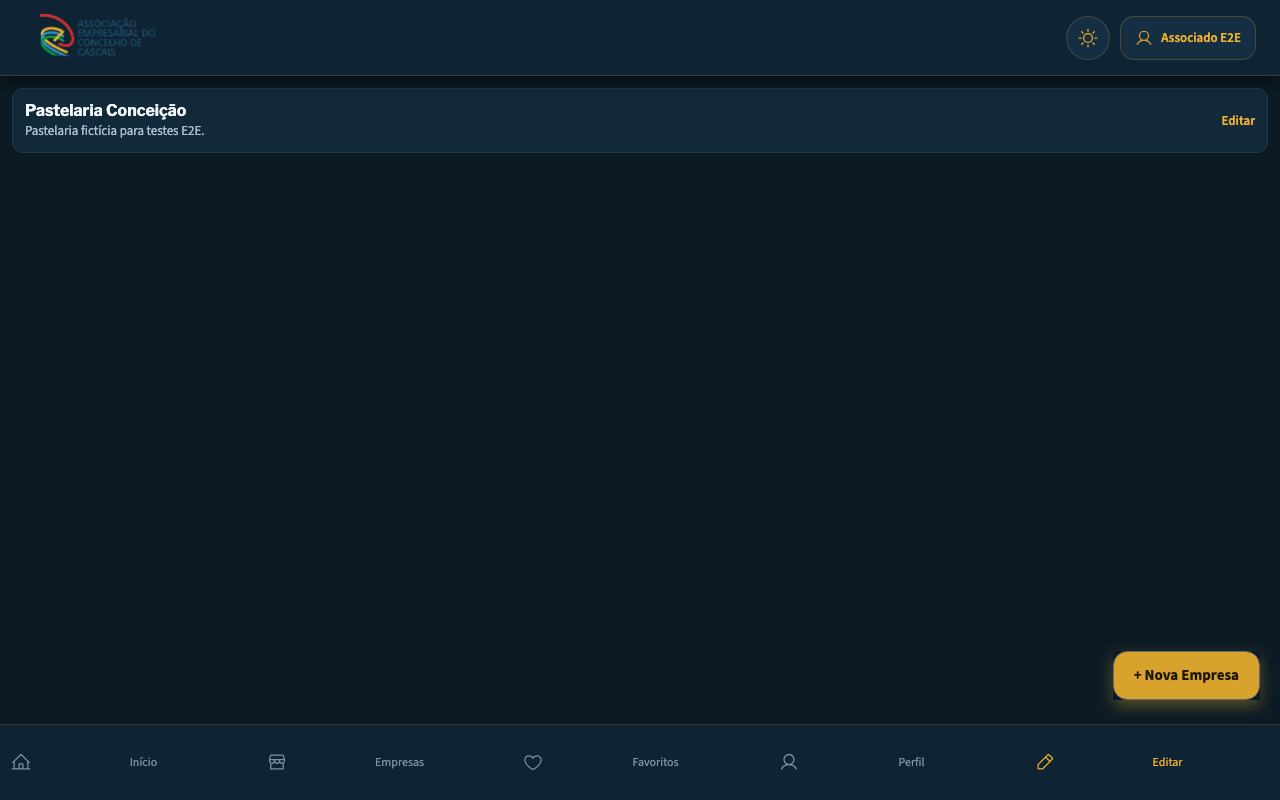 ASSOCIAÇÃO
EMPRESARIAL DO
CONCELHO DE
CASCAIS
Associado E2E
Pastelaria Conceição
Pastelaria fictícia para testes E2E.
Editar
+ Nova Empresa
Início
Empresas
Favoritos
Perfil
Editar